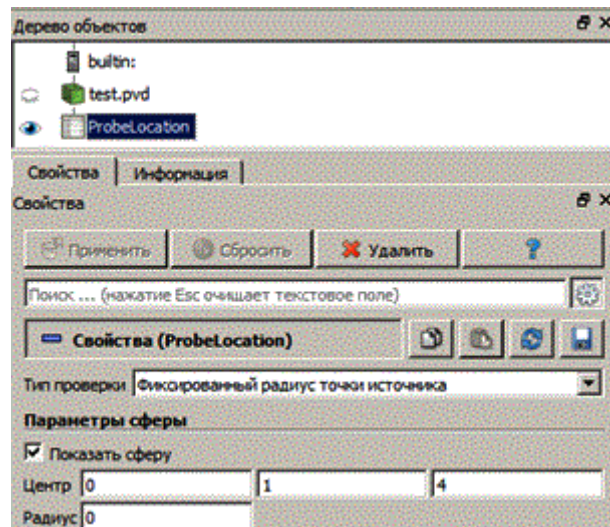 Дерево объектов
builtin:
test.pvd
ProbeLocation
Свойства Информация
Свойства
Применить Сбросить Удалить ?
Поиск ... (нажатие Esc очищает текстовое поле)
Свойства (ProbeLocation)
Тип проверки Фиксированный радиус точки источника
Параметры сферы
Показать сферу
Центр 0 1 4
Радиус 0